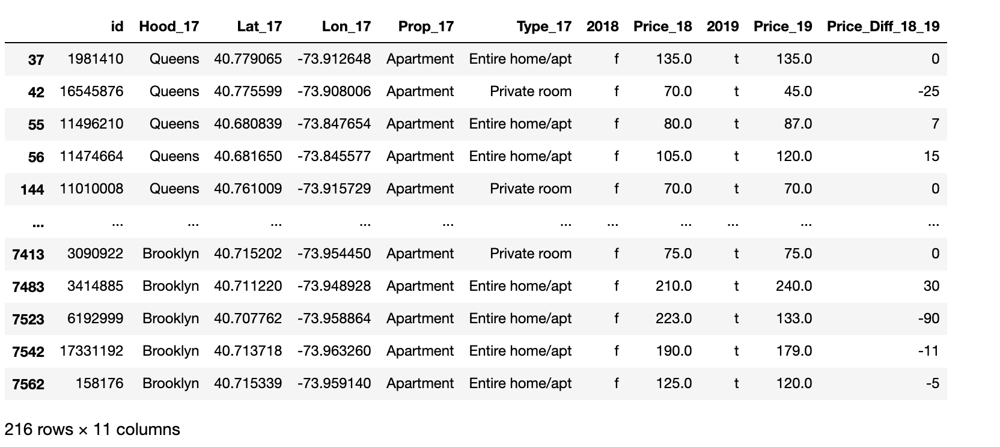 id Hood_17 Lat_17 Lon_17 Prop_17 Type_17 2018 Price_18 2019 Price_19 Price_Diff_18_19
37 1981410 Queens 40.779065 -73.912648 Apartment Entire home/apt f 135.0 t 135.0 0
42 16545876 Queens 40.775599 -73.908006 Apartment Private room f 70.0 t 45.0 -25
55 11496210 Queens 40.680839 -73.847654 Apartment Entire home/apt f 80.0 t 87.0 7
56 11474664 Queens 40.681650 -73.845577 Apartment Entire home/apt f 105.0 t 120.0 15
144 11010008 Queens 40.761009 -73.915729 Apartment Private room f 70.0 t 70.0 0
... ... ... ... ... ... ... ... ... ... ... ...
7413 3090922 Brooklyn 40.715202 -73.954450 Apartment Private room f 75.0 t 75.0 0
7483 3414885 Brooklyn 40.711220 -73.948928 Apartment Entire home/apt f 210.0 t 240.0 30
7523 6192999 Brooklyn 40.707762 -73.958864 Apartment Entire home/apt f 223.0 t 133.0 -90
7542 17331192 Brooklyn 40.713718 -73.963260 Apartment Entire home/apt f 190.0 t 179.0 -11
7562 158176 Brooklyn 40.715339 -73.959140 Apartment Entire home/apt f 125.0 t 120.0 -5
216 rows × 11 columns